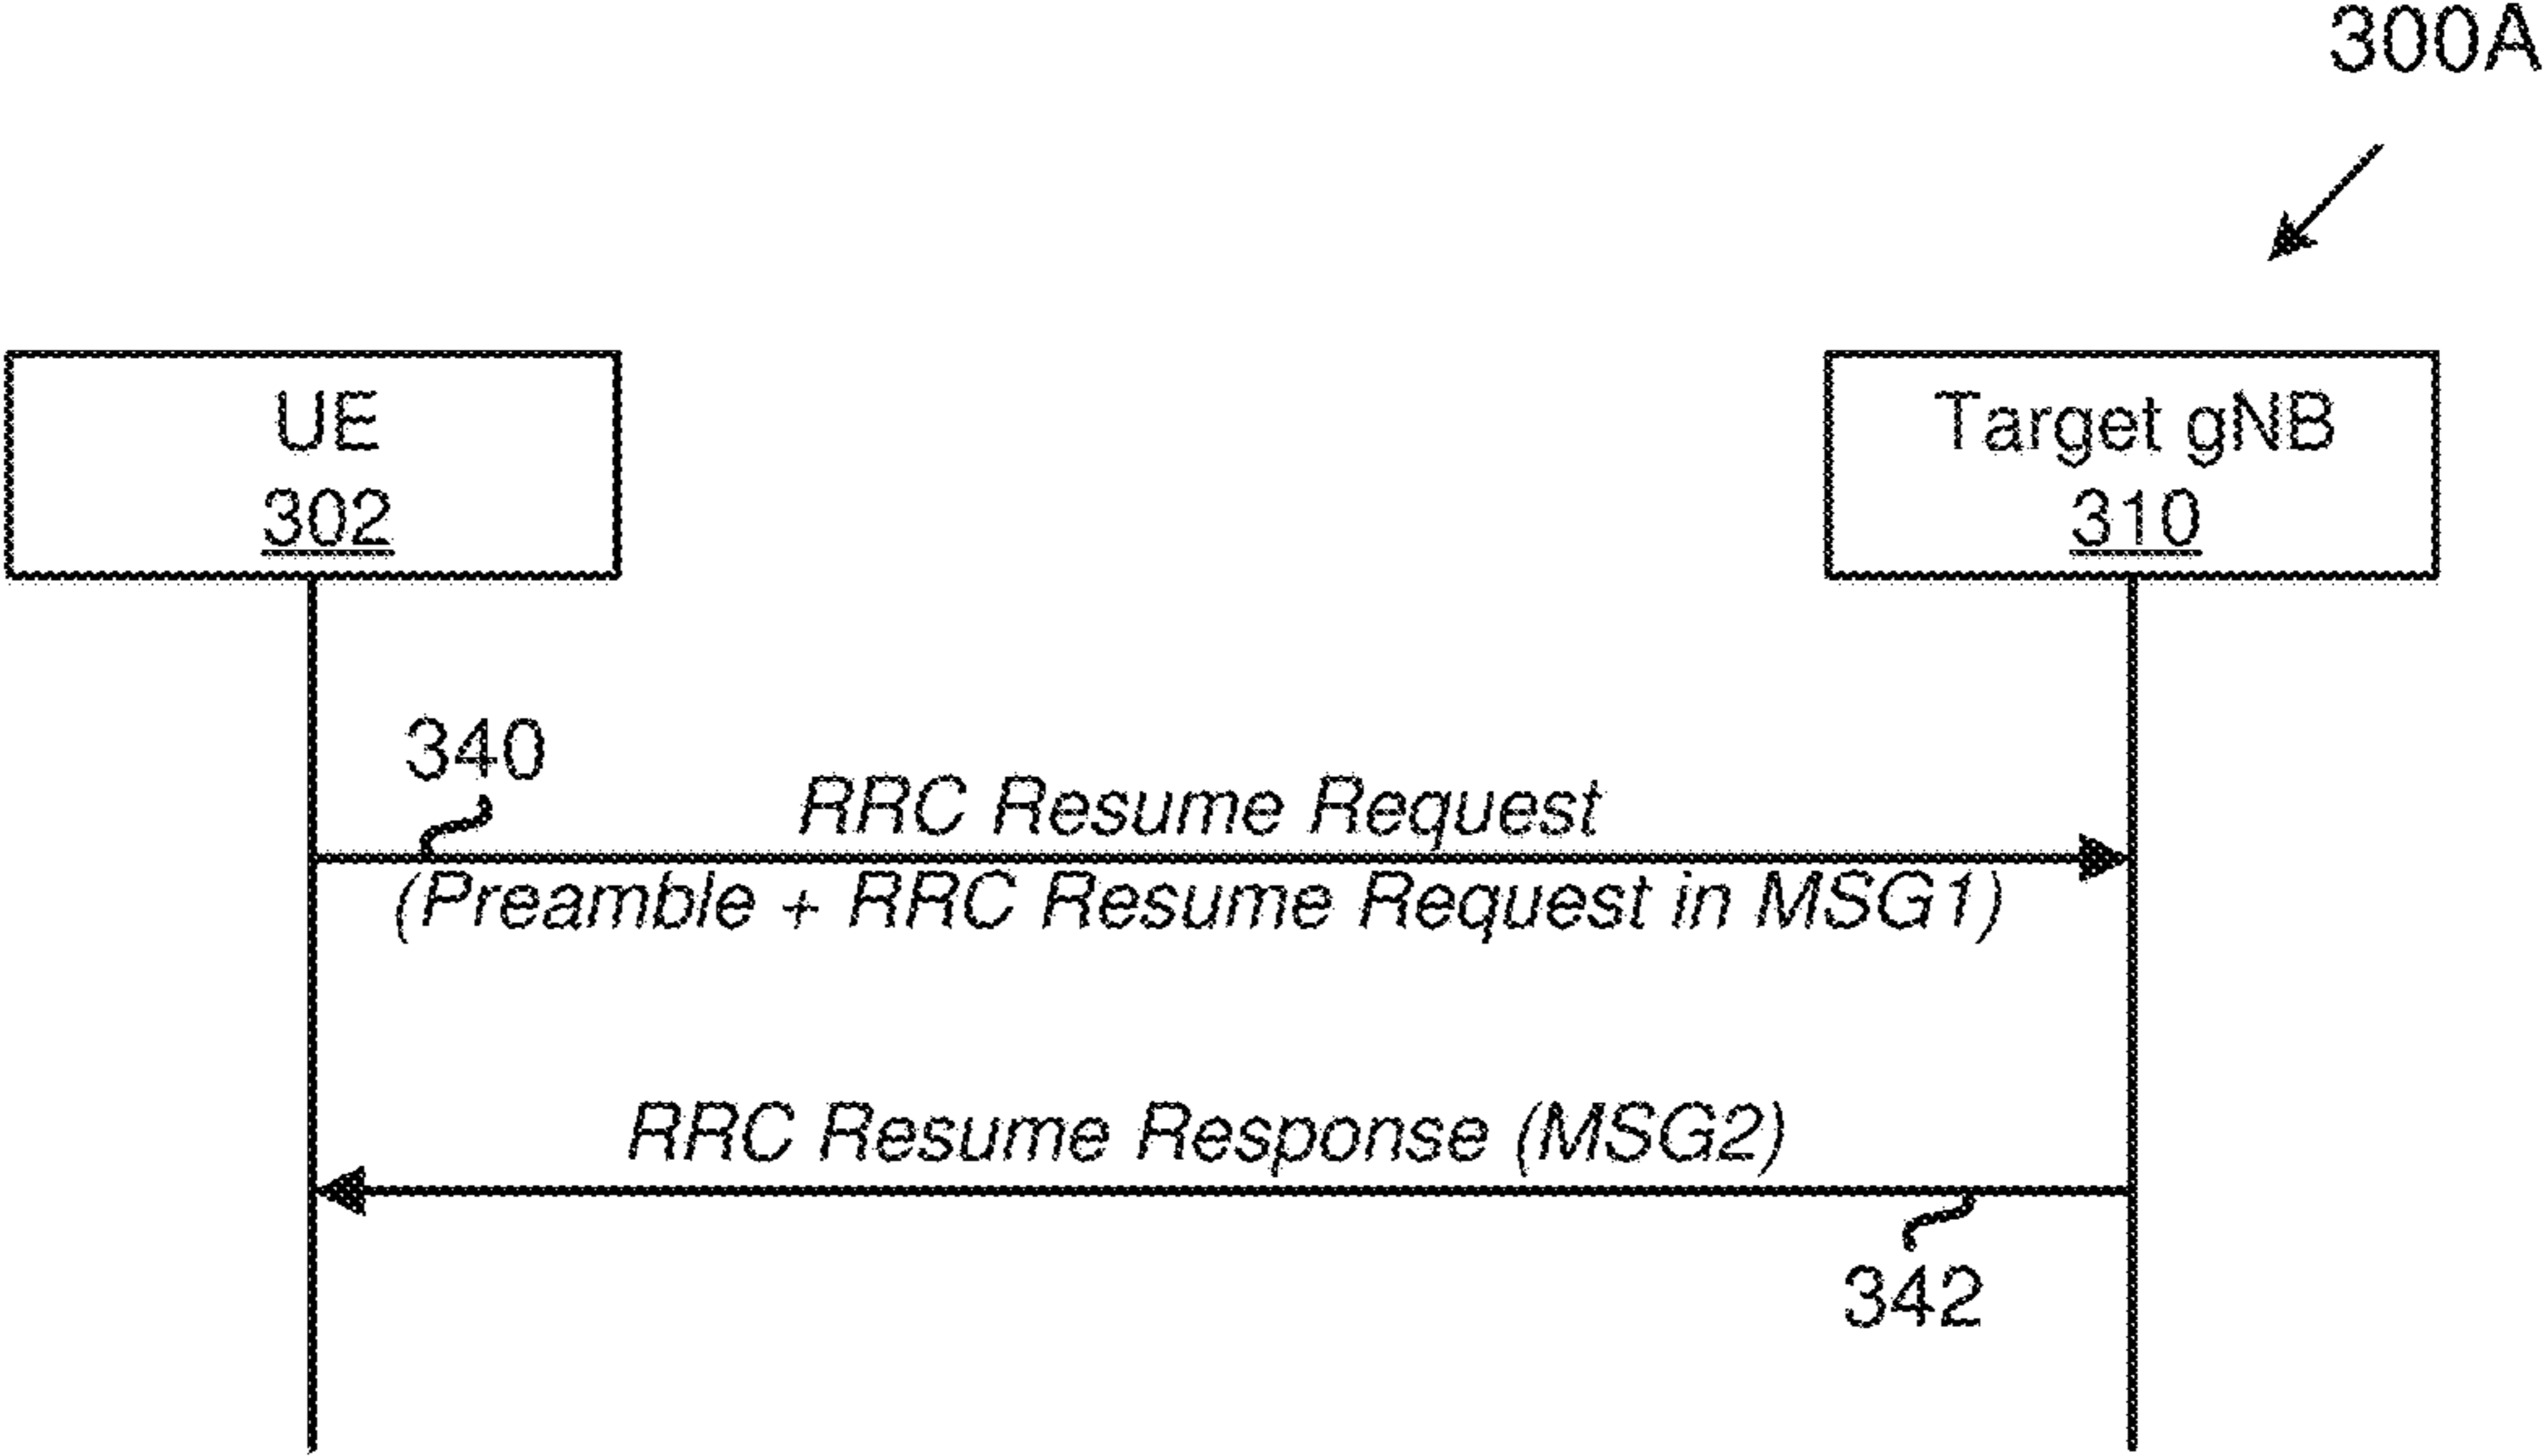 300A
UE
302
Target gNB
310
340
RRC Resume Request
(Preamble + RRC Resume Request in MSG1)
RRC Resume Response (MSG2)
342